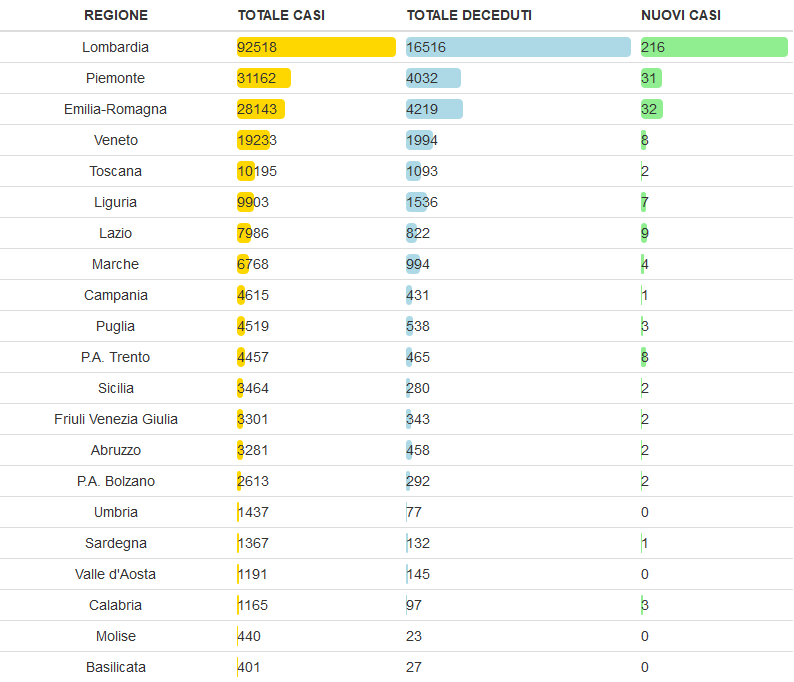 REGIONE TOTALE CASI TOTALE DECEDUTI NUOVI CASI
Lombardia 92518 16516 216
Piemonte 31162 4032 31
Emilia-Romagna 28143 4219 32
Veneto 19233 1994 8
Toscana 10195 1093 2
Liguria 9903 1536 7
Lazio 7986 822 9
Marche 6768 994 4
Campania 4615 431 1
Puglia 4519 538 3
P.A. Trento 4457 465 8
Sicilia 3464 280 2
Friuli Venezia Giulia 3301 343 2
Abruzzo 3281 458 2
P.A. Bolzano 2613 292 2
Umbria 1437 77 0
Sardegna 1367 132 1
Valle d'Aosta 1191 145 0
Calabria 1165 97 3
Molise 440 23 0
Basilicata 401 27 0